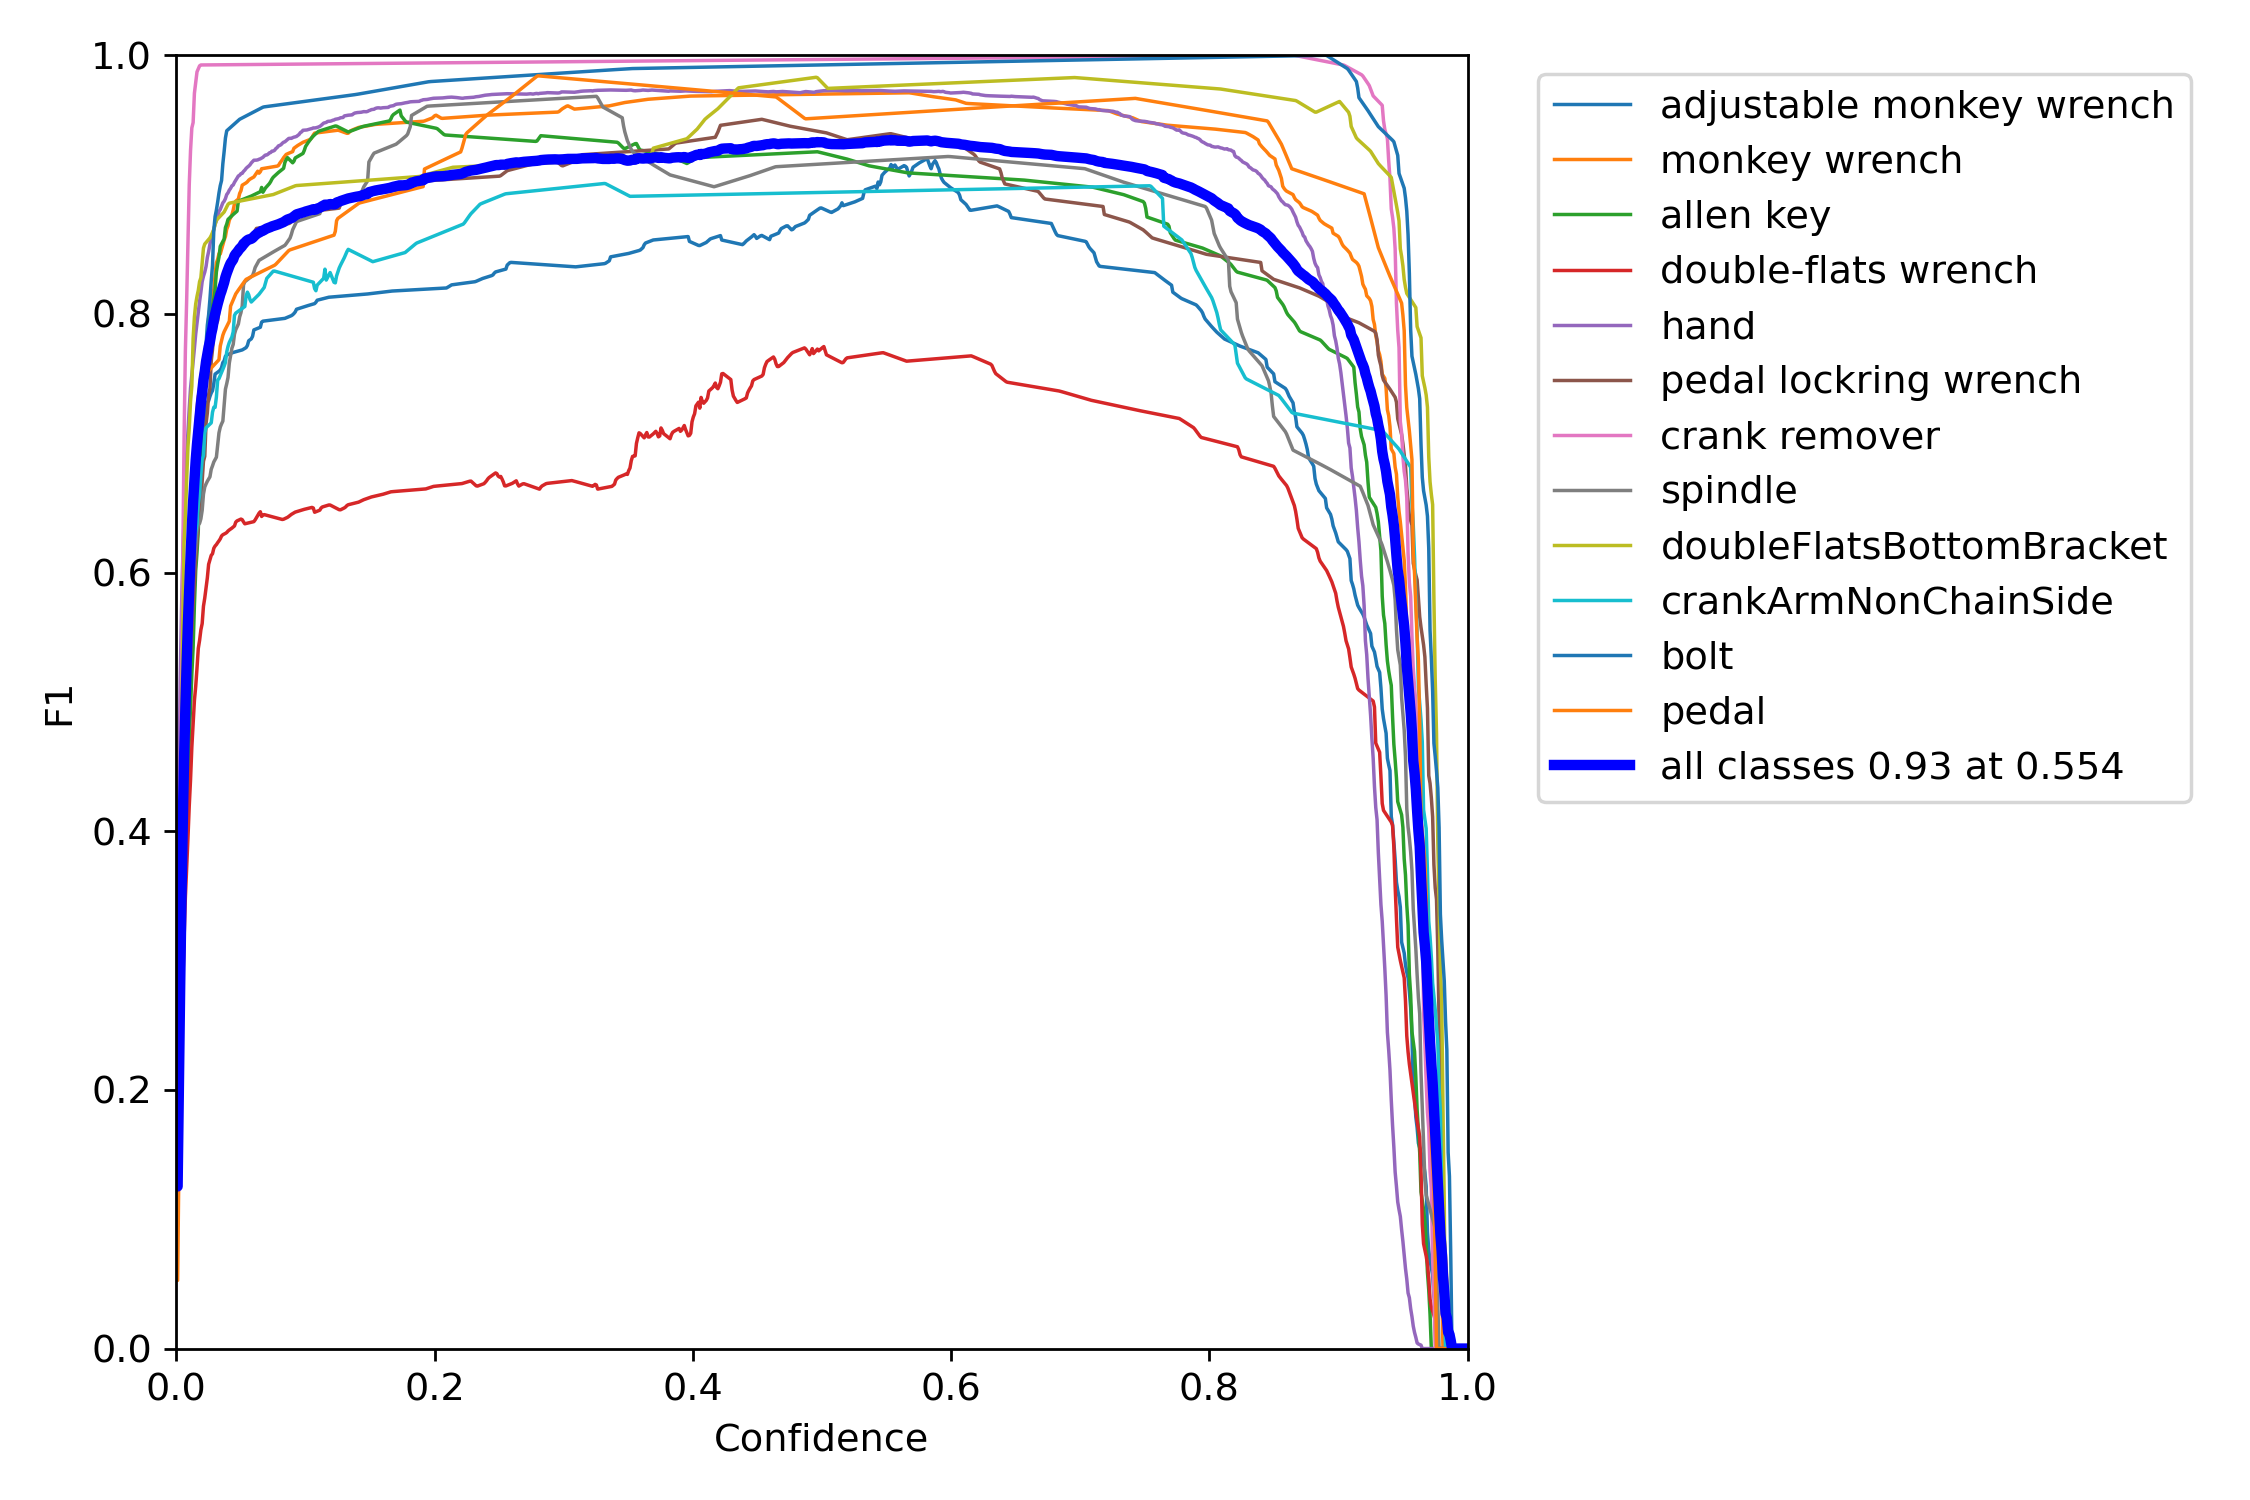 1.0
0.8
0.6
0.4
0.2
0.0
F1
0.0 0.2 0.4 0.6 0.8 1.0
Confidence
adjustable monkey wrench
monkey wrench
allen key
double-flats wrench
hand
pedal lockring wrench
crank remover
spindle
doubleFlatsBottomBracket
crankArmNonChainSide
bolt
pedal
all classes 0.93 at 0.554